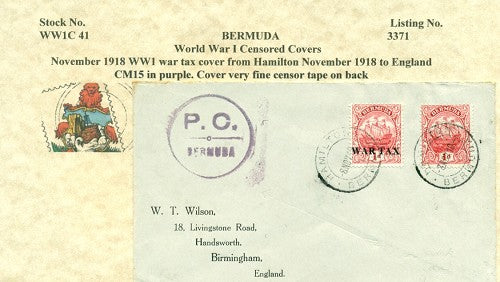 Stock No.
BERMUDA
Listing No.
WW1C 41
World War I Censored Covers
3371
November 1918 WW1 war tax cover from Hamilton November 1918 to England
CM15 in purple. Cover very fine censor tape on back
P.C.
BERMUDA
BERMUDA
WAR TAX
BERMUDA
HAMILTON
W. T. Wilson,
18, Livingstone Road,
Handsworth,
Birmingham,
England.